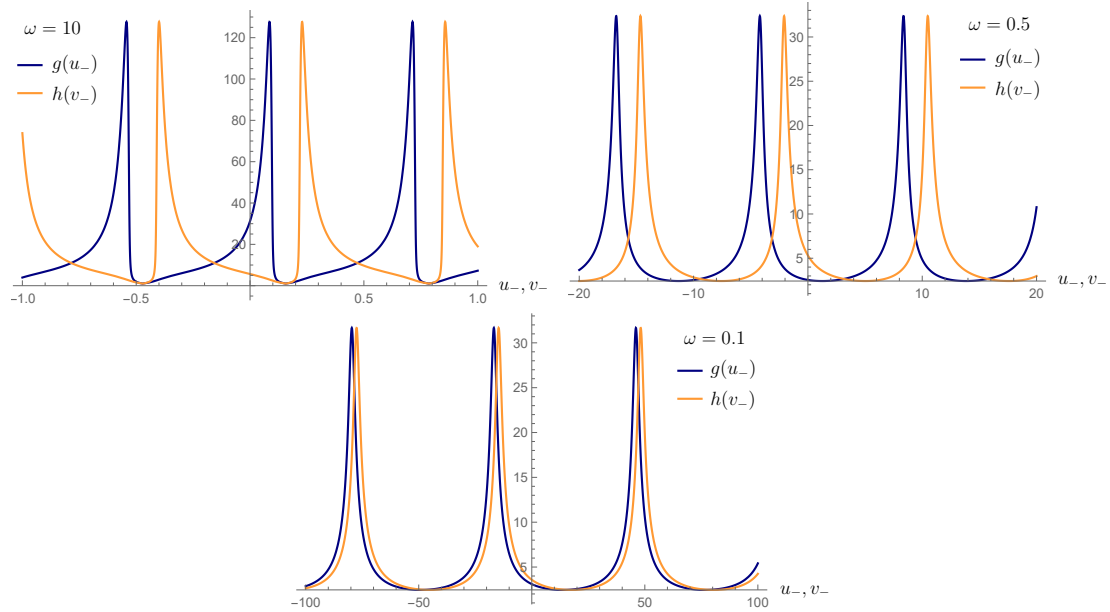 ω = 10
g(u₋)
h(v₋)
120
100
80
60
40
20
−1.0 −0.5 0.5 1.0 u₋, v₋
ω = 0.5
g(u₋)
h(v₋)
30
25
20
15
10
5
−20 −10 10 20 u₋, v₋
ω = 0.1
g(u₋)
h(v₋)
30
25
20
15
10
5
−100 −50 50 100 u₋, v₋